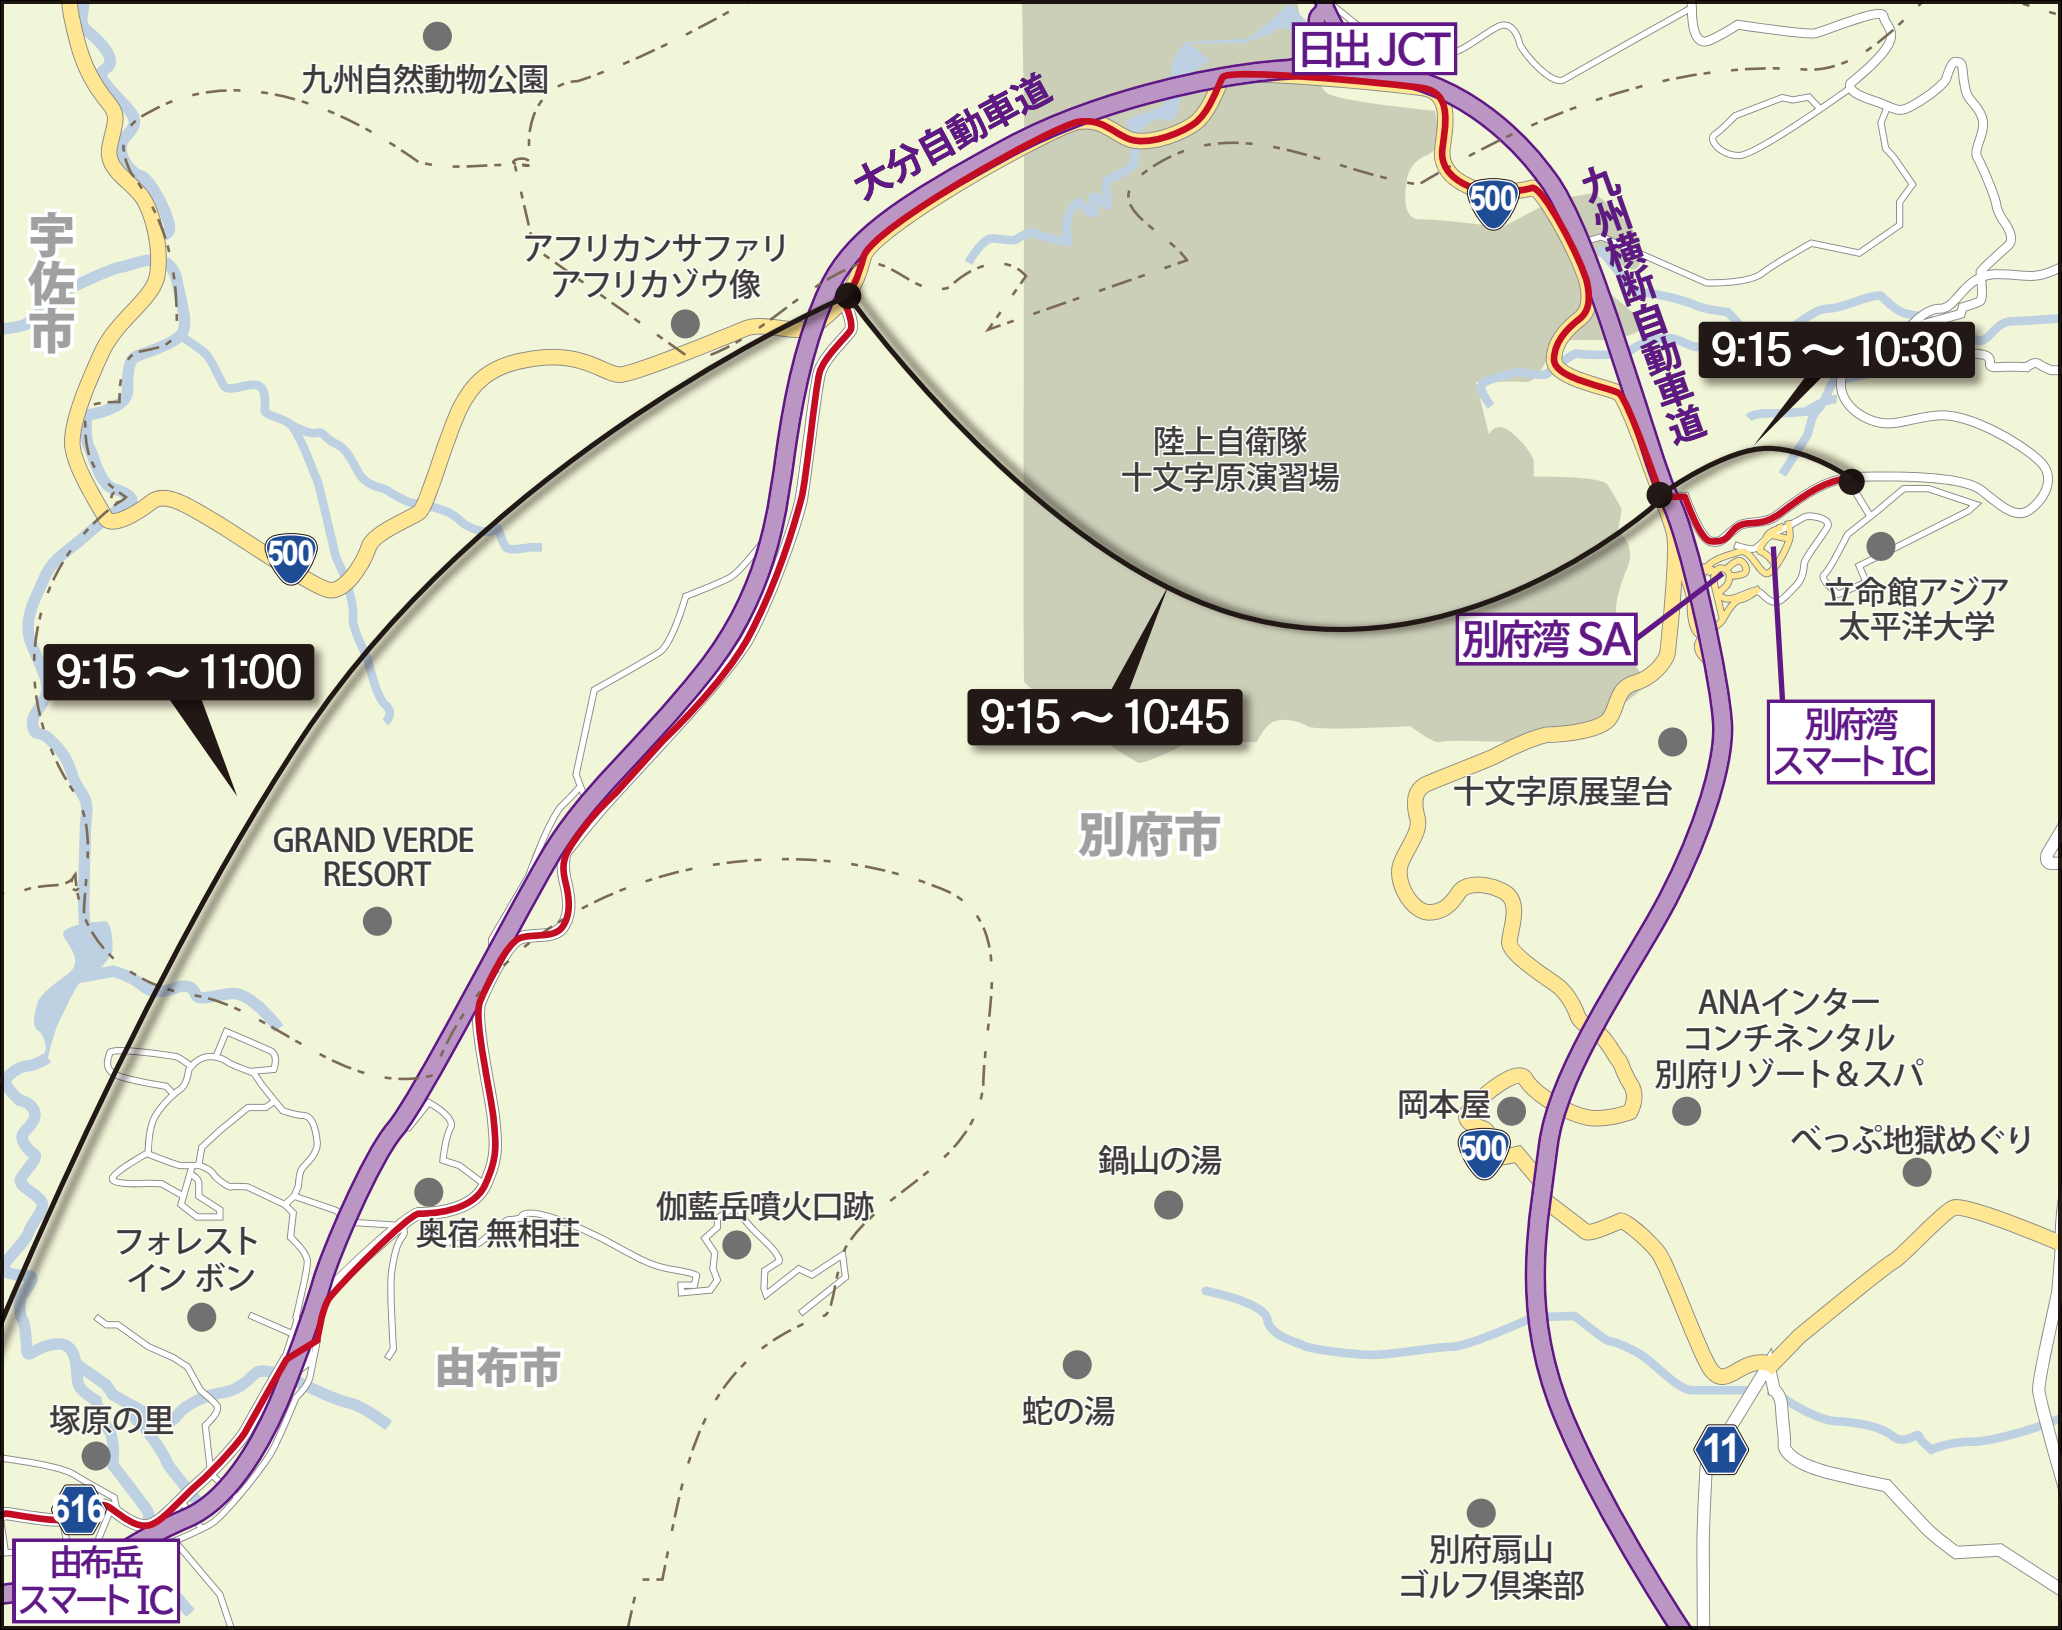 九州自然動物公園
日出 JCT
大分自動車道
九州横断自動車道
500
宇佐市
アフリカンサファリ
アフリカゾウ像
9:15 ～ 10:30
陸上自衛隊
十文字原演習場
500
立命館アジア
太平洋大学
別府湾 SA
9:15 ～ 11:00
9:15 ～ 10:45
別府湾
スマート IC
十文字原展望台
GRAND VERDE
RESORT
別府市
ANAインター
コンチネンタル
別府リゾート＆スパ
岡本屋
500
べっぷ地獄めぐり
鍋山の湯
伽藍岳噴火口跡
奥宿 無相荘
フォレスト
イン ボン
由布市
蛇の湯
塚原の里
11
616
由布岳
スマート IC
別府扇山
ゴルフ倶楽部